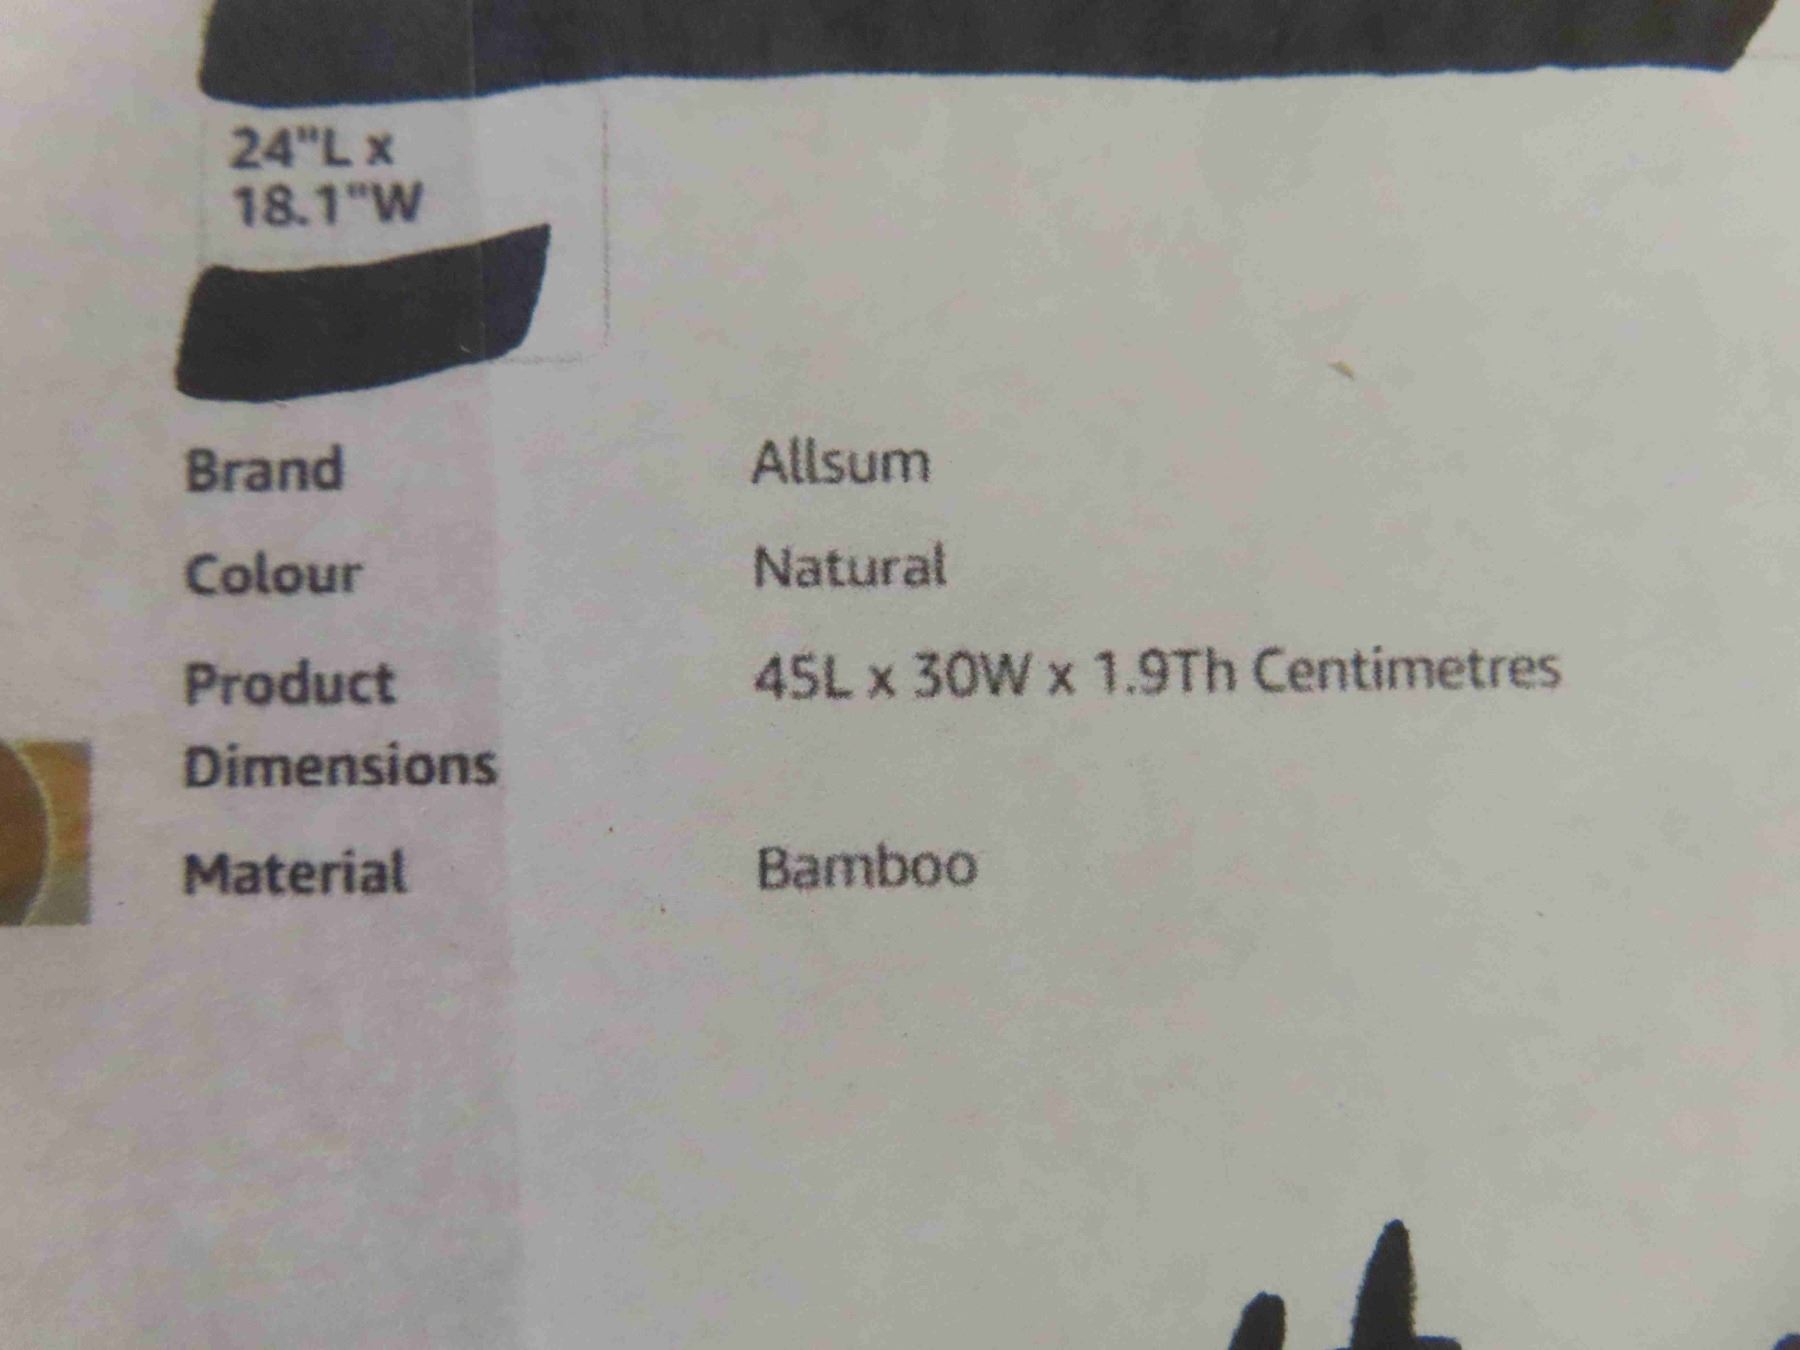 24"L x
18.1"W
Brand Allsum
Colour Natural
Product 45L x 30W x 1.9Th Centimetres
Dimensions
Material Bamboo